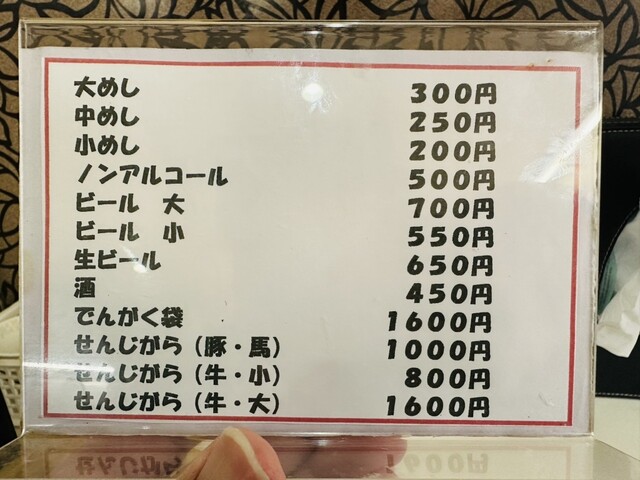 大めし 300円
中めし 250円
小めし 200円
ノンアルコール 500円
ビール 大 700円
ビール 小 550円
生ビール 650円
酒 450円
でんがく袋 1600円
せんじがら（豚・馬） 1000円
せんじがら（牛・小） 800円
せんじがら（牛・大） 1600円